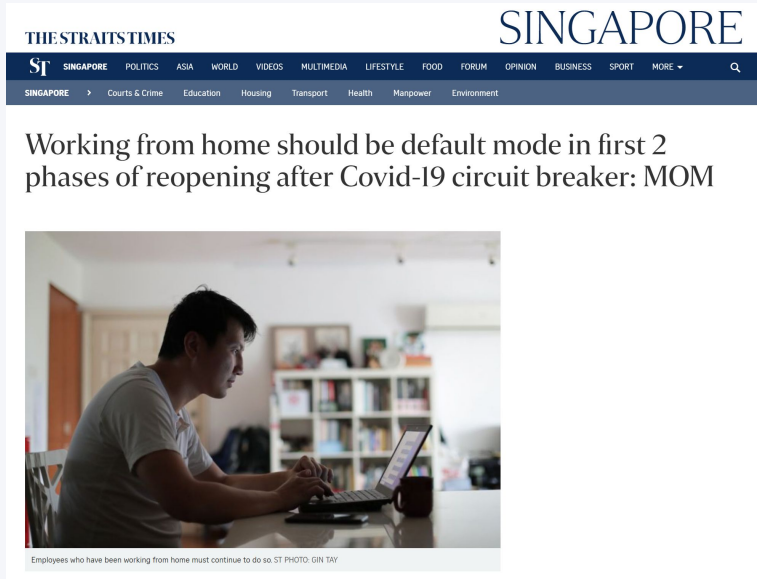 THE STRAITS TIMES
SINGAPORE
ST SINGAPORE POLITICS ASIA WORLD VIDEOS MULTIMEDIA LIFESTYLE FOOD FORUM OPINION BUSINESS SPORT MORE
SINGAPORE > Courts & Crime Education Housing Transport Health Manpower Environment
Working from home should be default mode in first 2
phases of reopening after Covid-19 circuit breaker: MOM
Employees who have been working from home must continue to do so. ST PHOTO: GIN TAY